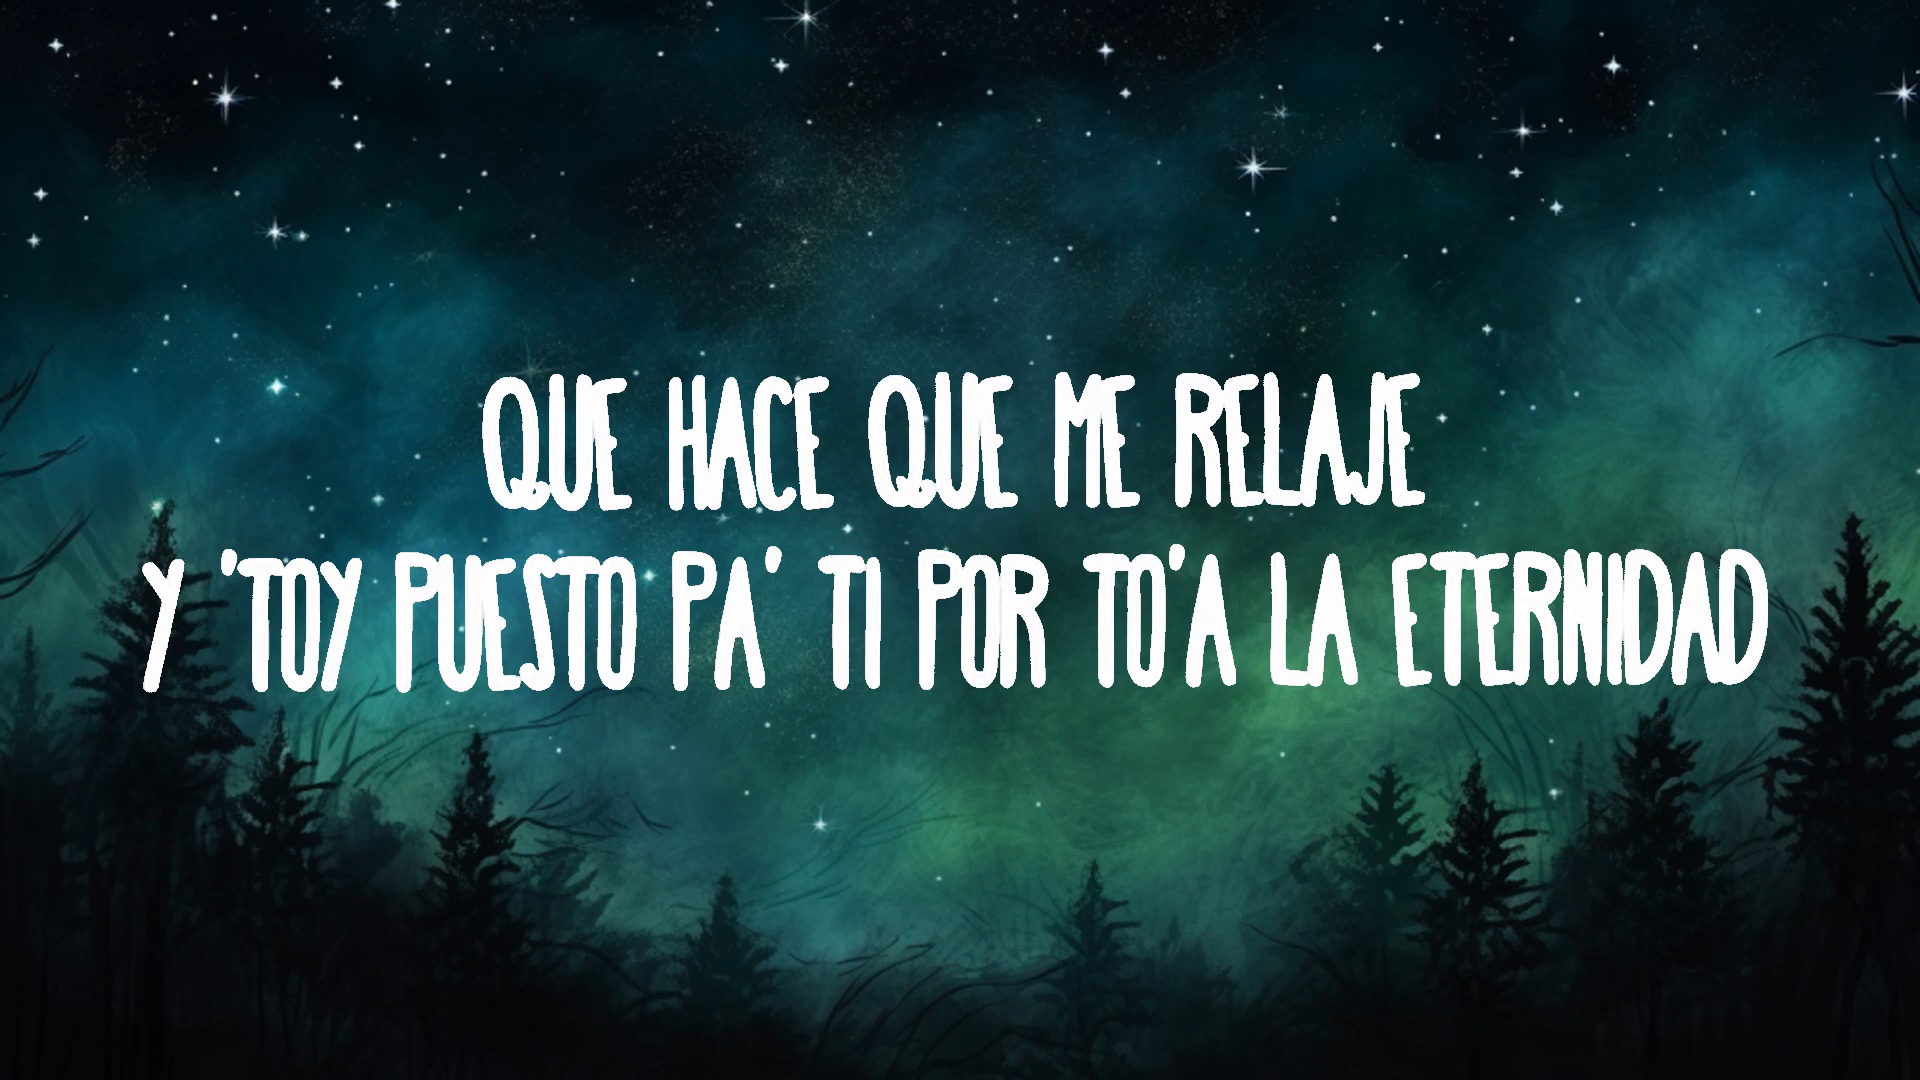 QUE HACE QUE ME RELAJE
Y 'TOY PUESTO PA' TI POR TO'A LA ETERNIDAD